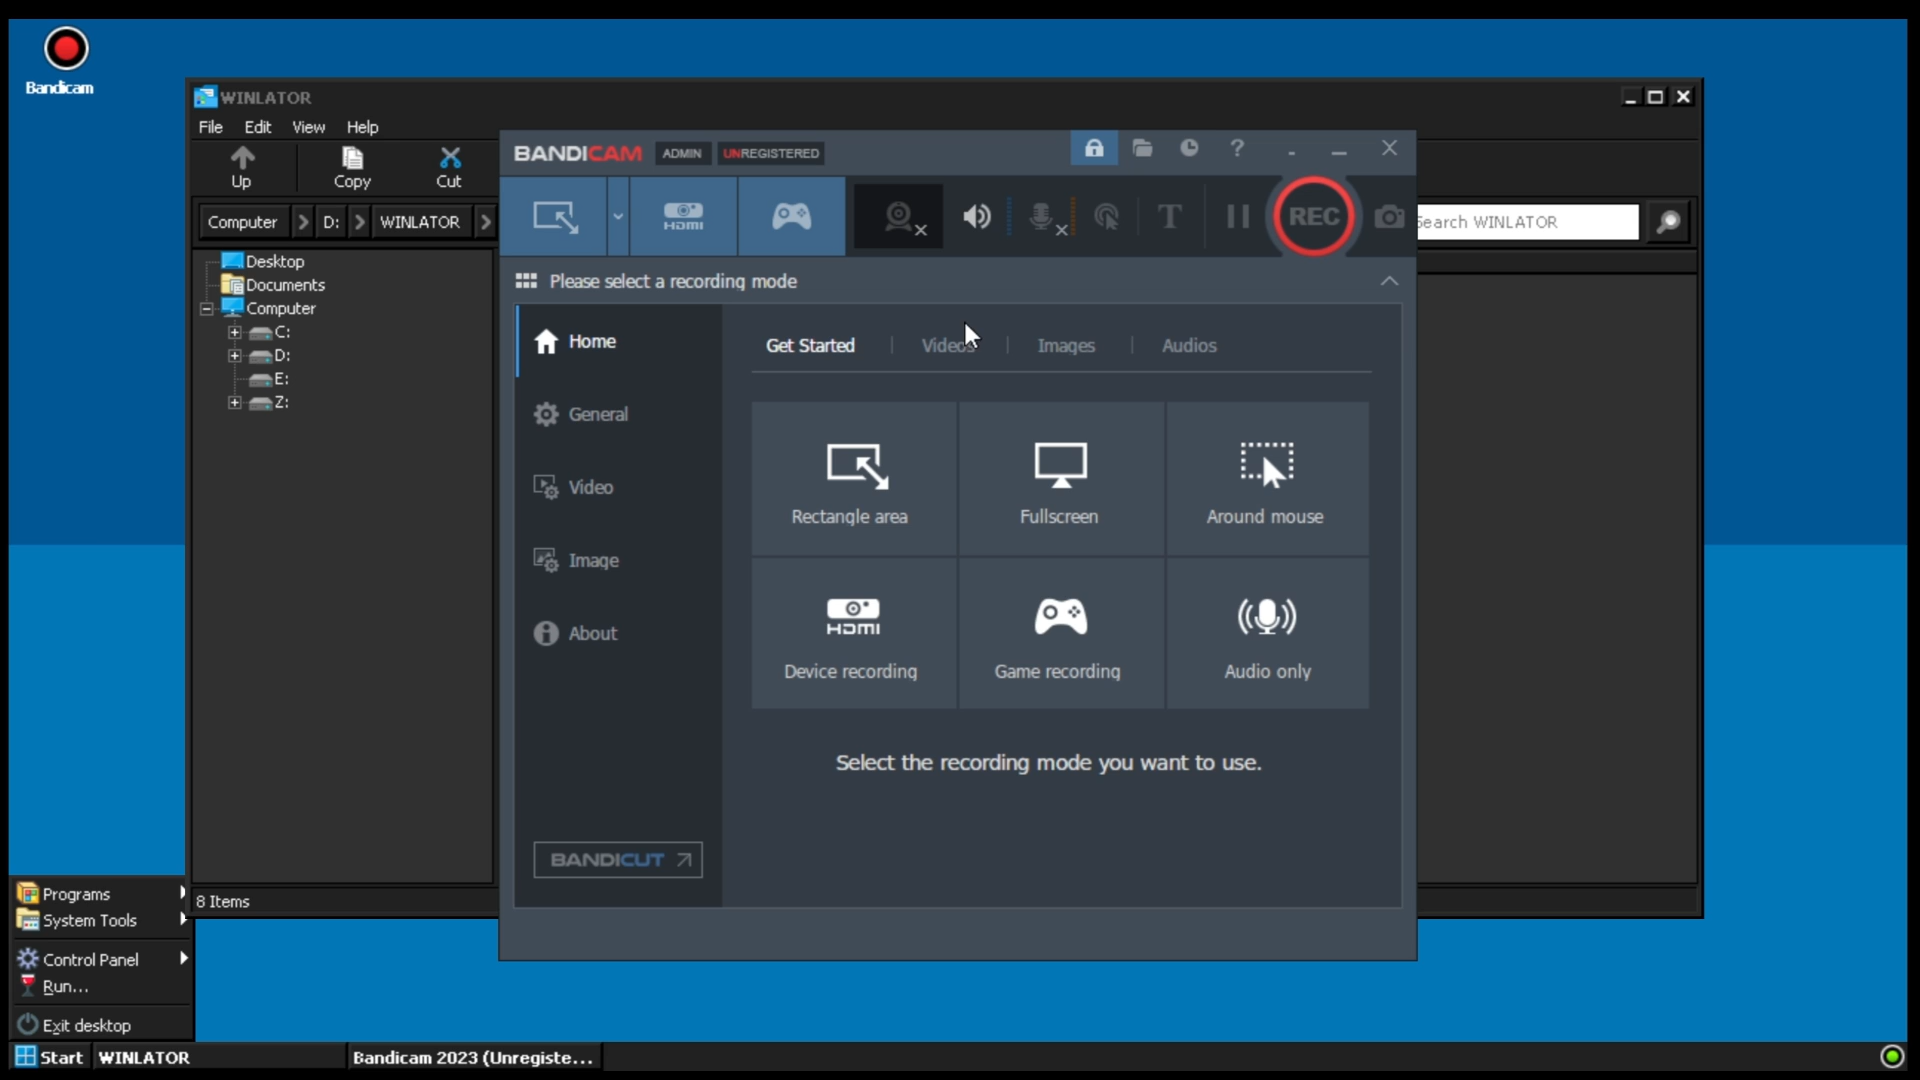 Bandicam
WINLATOR
File Edit View Help
Up Copy Cut
Computer D: WINLATOR
Search WINLATOR
Desktop
Documents
Computer
C:
D:
E:
Z:
8 Items
BANDICAM ADMIN UNREGISTERED
?
HDMI T REC
Please select a recording mode
Home
General
Video
Image
About
BANDICUT
Get Started Videos Images Audios
Rectangle area Fullscreen Around mouse
HDMI
Device recording Game recording Audio only
Select the recording mode you want to use.
Programs
System Tools
Control Panel
Run...
Exit desktop
Start WINLATOR Bandicam 2023 (Unregiste...